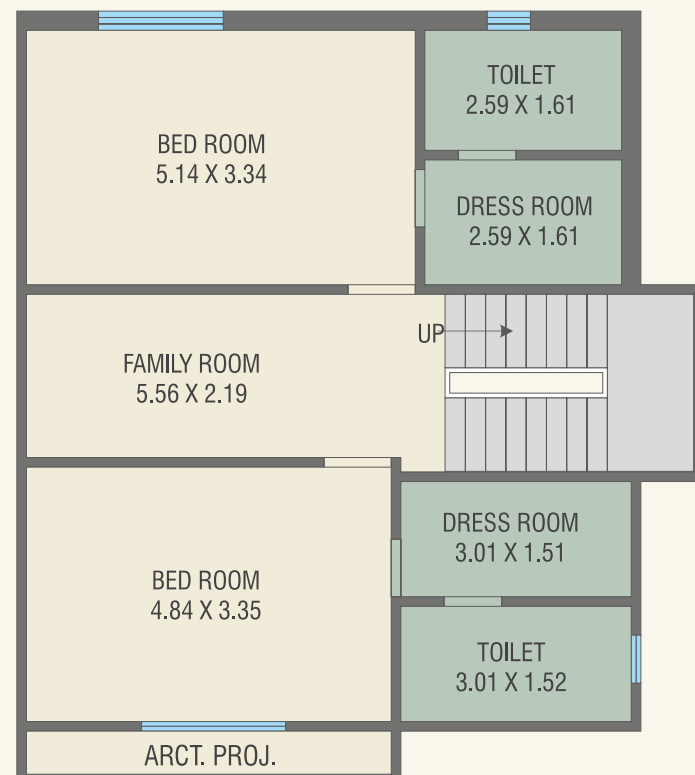 BED ROOM
5.14 X 3.34
TOILET
2.59 X 1.61
DRESS ROOM
2.59 X 1.61
FAMILY ROOM
5.56 X 2.19
UP
BED ROOM
4.84 X 3.35
DRESS ROOM
3.01 X 1.51
TOILET
3.01 X 1.52
ARCT. PROJ.